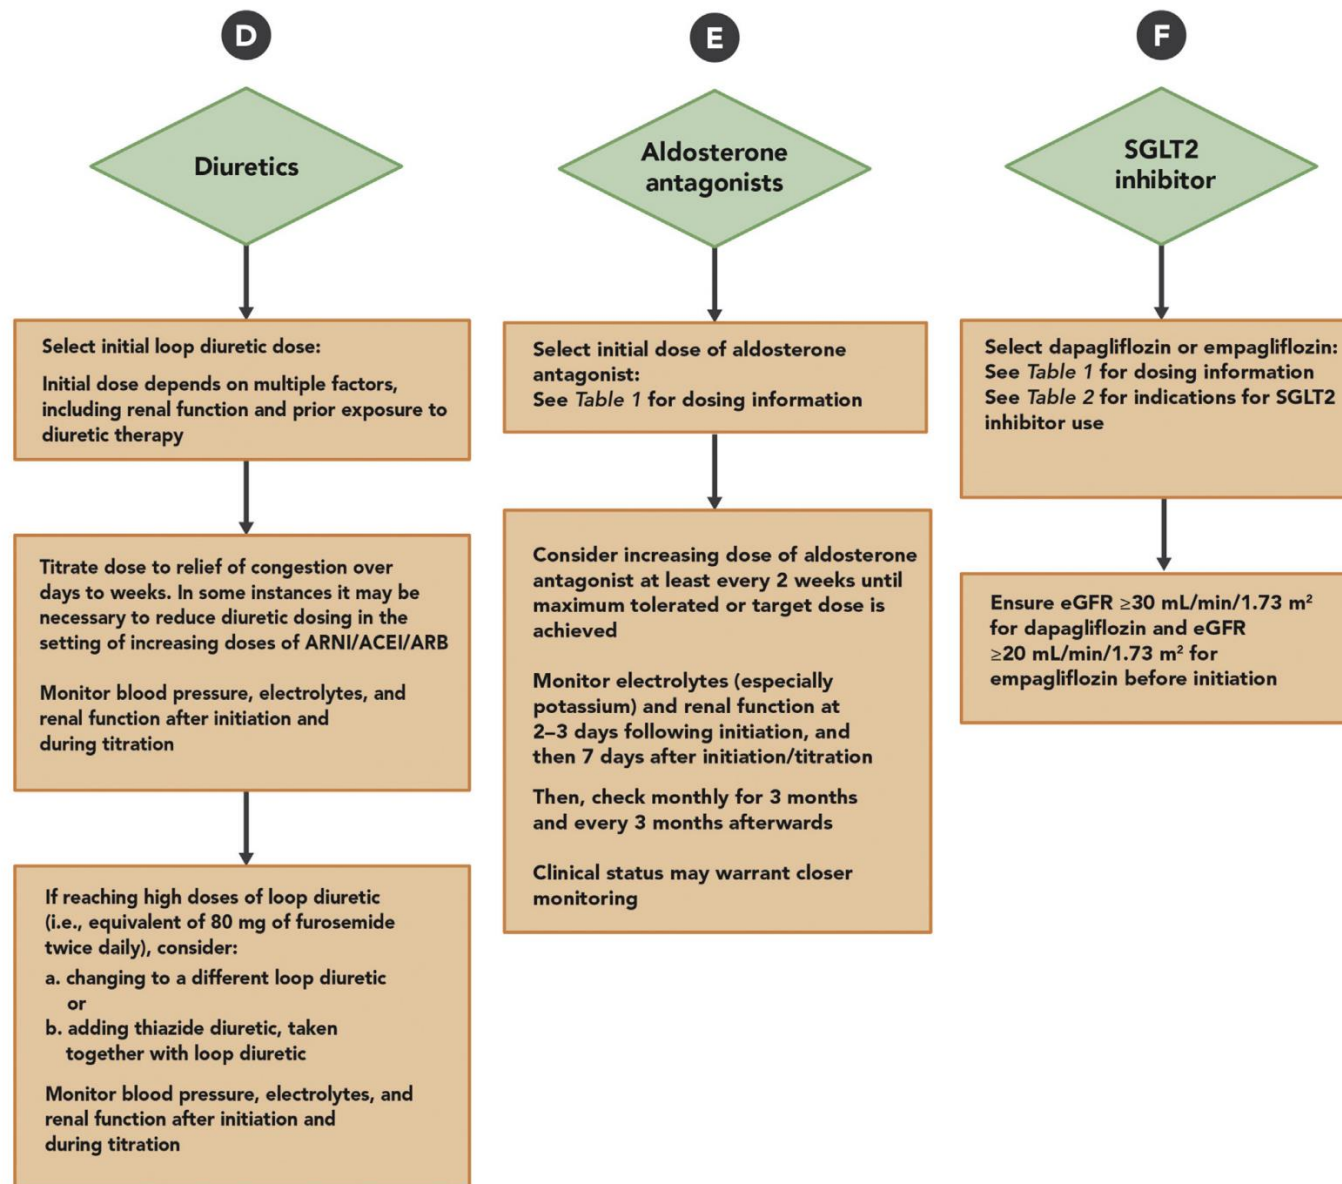 D
Diuretics
Select initial loop diuretic dose:
Initial dose depends on multiple factors,
including renal function and prior exposure to
diuretic therapy
Titrate dose to relief of congestion over
days to weeks. In some instances it may be
necessary to reduce diuretic dosing in the
setting of increasing doses of ARNI/ACEI/ARB
Monitor blood pressure, electrolytes, and
renal function after initiation and
during titration
If reaching high doses of loop diuretic
(i.e., equivalent of 80 mg of furosemide
twice daily), consider:
a. changing to a different loop diuretic
or
b. adding thiazide diuretic, taken
together with loop diuretic
Monitor blood pressure, electrolytes, and
renal function after initiation and
during titration
E
Aldosterone
antagonists
Select initial dose of aldosterone
antagonist:
See Table 1 for dosing information
Consider increasing dose of aldosterone
antagonist at least every 2 weeks until
maximum tolerated or target dose is
achieved
Monitor electrolytes (especially
potassium) and renal function at
2–3 days following initiation, and
then 7 days after initiation/titration
Then, check monthly for 3 months
and every 3 months afterwards
Clinical status may warrant closer
monitoring
F
SGLT2
inhibitor
Select dapagliflozin or empagliflozin:
See Table 1 for dosing information
See Table 2 for indications for SGLT2
inhibitor use
Ensure eGFR ≥30 mL/min/1.73 m²
for dapagliflozin and eGFR
≥20 mL/min/1.73 m² for
empagliflozin before initiation